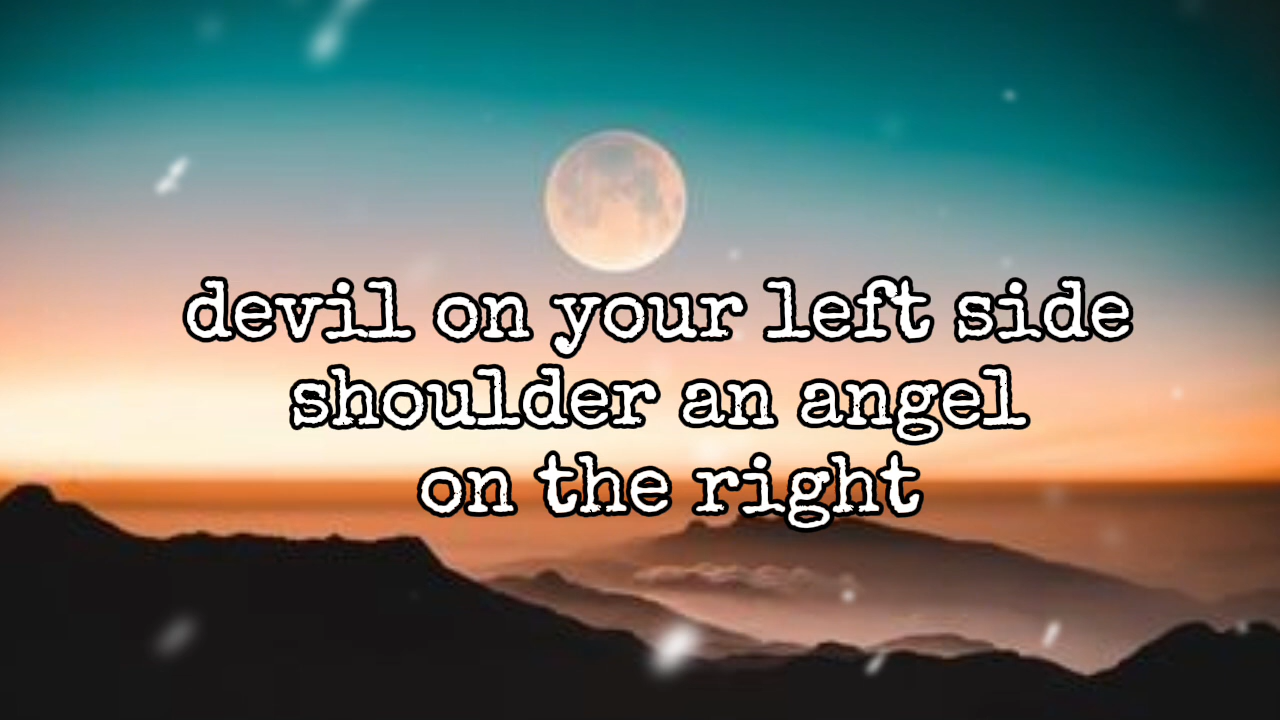 devil on your left side
shoulder an angel
on the right